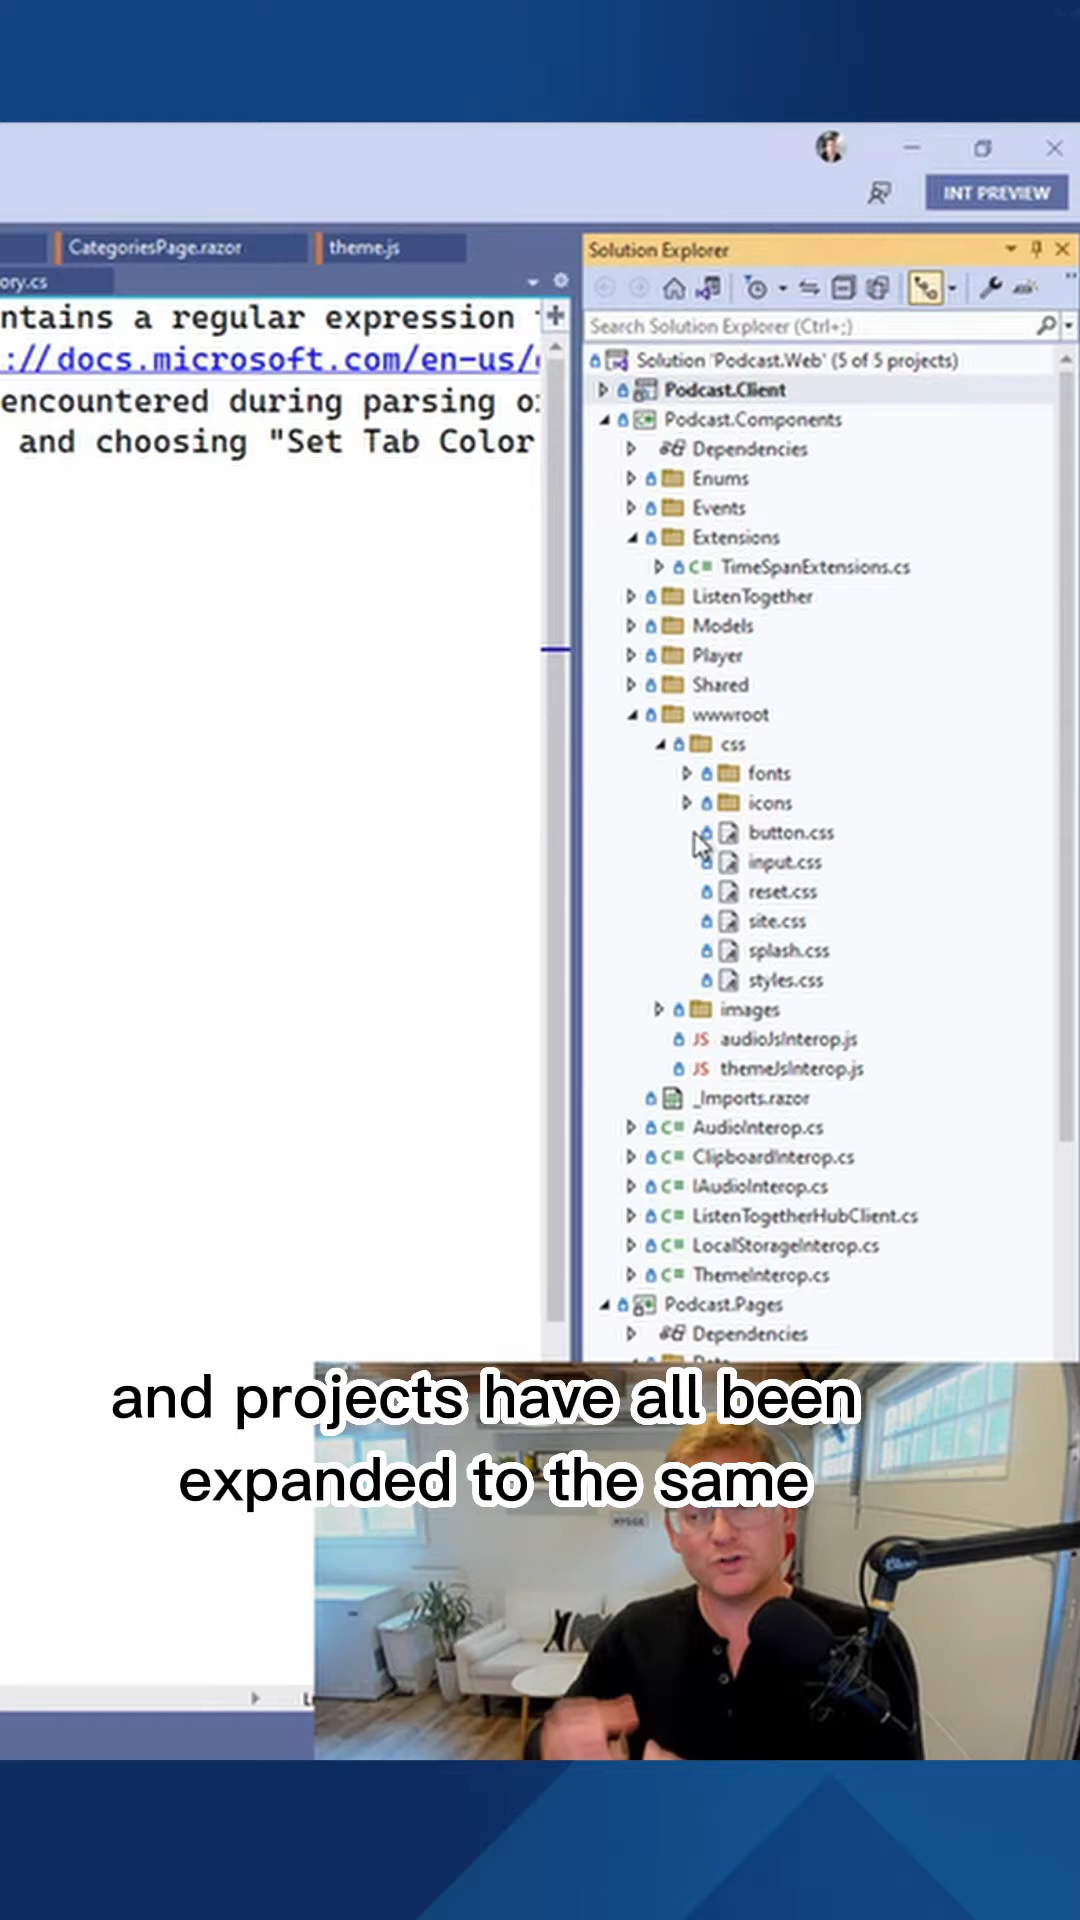 INT PREVIEW
CategoriesPage.razor
theme.js
ory.cs
ntains a regular expression
://docs.microsoft.com/en-us/
encountered during parsing o
and choosing "Set Tab Color
Solution Explorer
Search Solution Explorer (Ctrl+;)
Solution 'Podcast.Web' (5 of 5 projects)
Podcast.Client
Podcast.Components
Dependencies
Enums
Events
Extensions
C# TimeSpanExtensions.cs
ListenTogether
Models
Player
Shared
wwwroot
css
fonts
icons
button.css
input.css
reset.css
site.css
splash.css
styles.css
images
JS audioJsInterop.js
JS themeJsInterop.js
_Imports.razor
C# AudioInterop.cs
C# ClipboardInterop.cs
C# IAudioInterop.cs
C# ListenTogetherHubClient.cs
C# LocalStorageInterop.cs
C# ThemeInterop.cs
Podcast.Pages
Dependencies
and projects have all been
expanded to the same
HYGGE